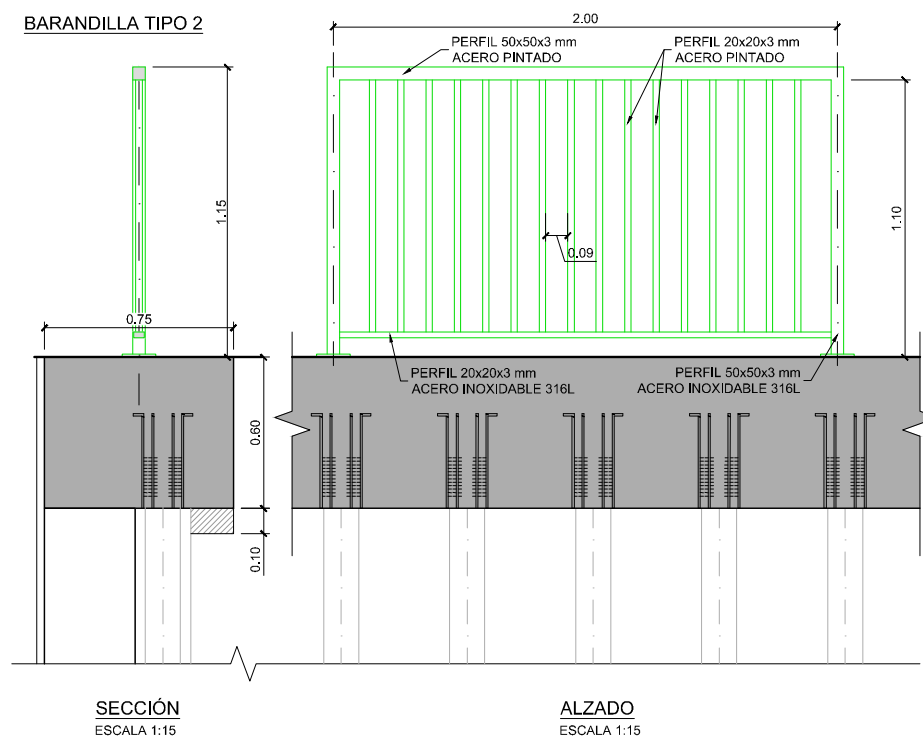 BARANDILLA TIPO 2
2.00
PERFIL 50x50x3 mm
ACERO PINTADO
PERFIL 20x20x3 mm
ACERO PINTADO
1.15
1.10
0.09
0.75
PERFIL 20x20x3 mm
ACERO INOXIDABLE 316L
PERFIL 50x50x3 mm
ACERO INOXIDABLE 316L
0.60
0.10
SECCIÓN
ESCALA 1:15
ALZADO
ESCALA 1:15